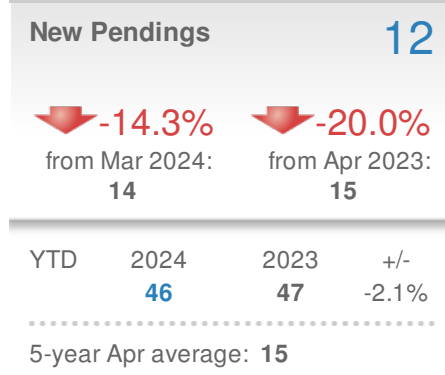 New Pendings 12
-14.3% -20.0%
from Mar 2024: from Apr 2023:
14 15
YTD 2024 2023 +/-
46 47 -2.1%
5-year Apr average: 15